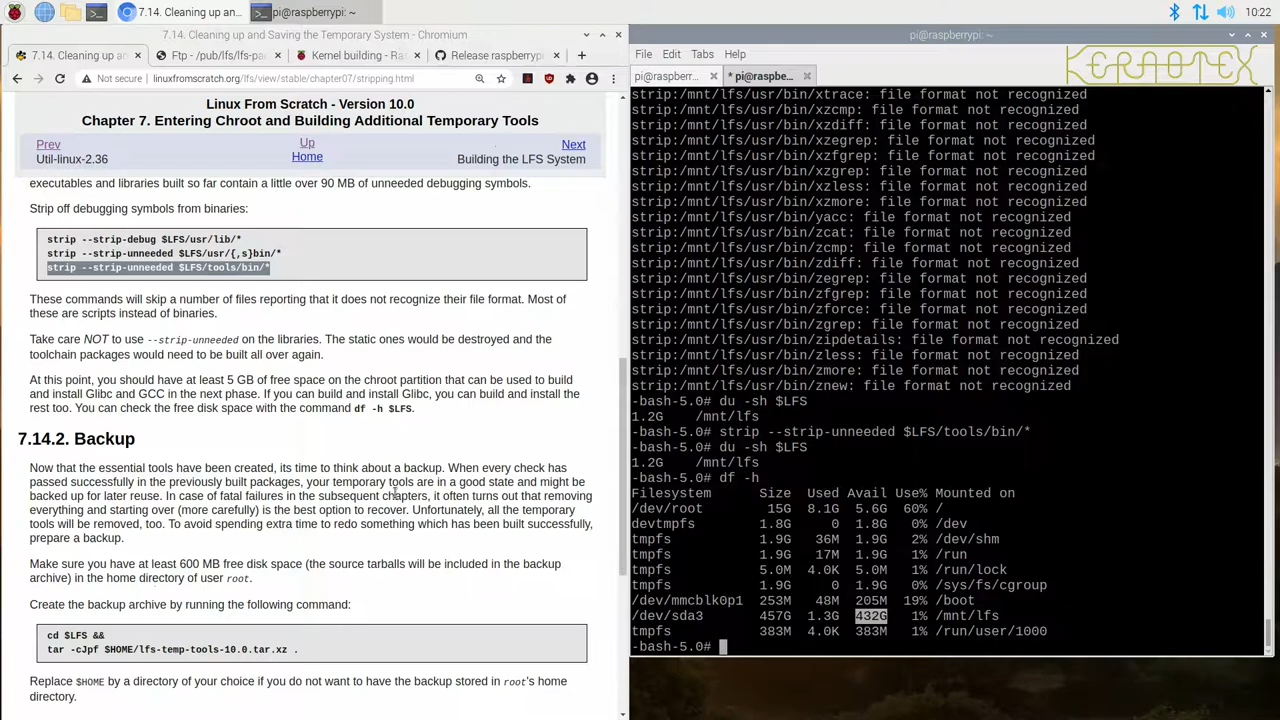 7.14. Cleaning up an...
pi@raspberrypi: ~
10:22
7.14. Cleaning up and Saving the Temporary System - Chromium
7.14. Cleaning up and
Ftp - /pub/lfs/lfs-pa
Kernel building - Ras
Release raspberrypi
Not secure | linuxfromscratch.org/lfs/view/stable/chapter07/stripping.html
Linux From Scratch - Version 10.0
Chapter 7. Entering Chroot and Building Additional Temporary Tools
Prev
Up
Next
Util-linux-2.36
Home
Building the LFS System
executables and libraries built so far contain a little over 90 MB of unneeded debugging symbols.
Strip off debugging symbols from binaries:
strip --strip-debug $LFS/usr/lib/*
strip --strip-unneeded $LFS/usr/{,s}bin/*
strip --strip-unneeded $LFS/tools/bin/*
These commands will skip a number of files reporting that it does not recognize their file format. Most of
these are scripts instead of binaries.
Take care NOT to use --strip-unneeded on the libraries. The static ones would be destroyed and the
toolchain packages would need to be built all over again.
At this point, you should have at least 5 GB of free space on the chroot partition that can be used to build
and install Glibc and GCC in the next phase. If you can build and install Glibc, you can build and install the
rest too. You can check the free disk space with the command df -h $LFS.
7.14.2. Backup
Now that the essential tools have been created, its time to think about a backup. When every check has
passed successfully in the previously built packages, your temporary tools are in a good state and might be
backed up for later reuse. In case of fatal failures in the subsequent chapters, it often turns out that removing
everything and starting over (more carefully) is the best option to recover. Unfortunately, all the temporary
tools will be removed, too. To avoid spending extra time to redo something which has been built successfully,
prepare a backup.
Make sure you have at least 600 MB free disk space (the source tarballs will be included in the backup
archive) in the home directory of user root.
Create the backup archive by running the following command:
cd $LFS &&
tar -cJpf $HOME/lfs-temp-tools-10.0.tar.xz .
Replace $HOME by a directory of your choice if you do not want to have the backup stored in root's home
directory.
pi@raspberrypi: ~
File Edit Tabs Help
KERAOTEX
pi@raspberr...
* pi@raspbe...
strip:/mnt/lfs/usr/bin/xtrace: file format not recognized
strip:/mnt/lfs/usr/bin/xzcmp: file format not recognized
strip:/mnt/lfs/usr/bin/xzdiff: file format not recognized
strip:/mnt/lfs/usr/bin/xzegrep: file format not recognized
strip:/mnt/lfs/usr/bin/xzfgrep: file format not recognized
strip:/mnt/lfs/usr/bin/xzgrep: file format not recognized
strip:/mnt/lfs/usr/bin/xzless: file format not recognized
strip:/mnt/lfs/usr/bin/xzmore: file format not recognized
strip:/mnt/lfs/usr/bin/yacc: file format not recognized
strip:/mnt/lfs/usr/bin/zcat: file format not recognized
strip:/mnt/lfs/usr/bin/zcmp: file format not recognized
strip:/mnt/lfs/usr/bin/zdiff: file format not recognized
strip:/mnt/lfs/usr/bin/zegrep: file format not recognized
strip:/mnt/lfs/usr/bin/zfgrep: file format not recognized
strip:/mnt/lfs/usr/bin/zforce: file format not recognized
strip:/mnt/lfs/usr/bin/zgrep: file format not recognized
strip:/mnt/lfs/usr/bin/zipdetails: file format not recognized
strip:/mnt/lfs/usr/bin/zless: file format not recognized
strip:/mnt/lfs/usr/bin/zmore: file format not recognized
strip:/mnt/lfs/usr/bin/znew: file format not recognized
-bash-5.0# du -sh $LFS
1.2G /mnt/lfs
-bash-5.0# strip --strip-unneeded $LFS/tools/bin/*
-bash-5.0# du -sh $LFS
1.2G /mnt/lfs
-bash-5.0# df -h
Filesystem Size Used Avail Use% Mounted on
/dev/root 15G 8.1G 5.6G 60% /
devtmpfs 1.8G 0 1.8G 0% /dev
tmpfs 1.9G 36M 1.9G 2% /dev/shm
tmpfs 1.9G 17M 1.9G 1% /run
tmpfs 5.0M 4.0K 5.0M 1% /run/lock
tmpfs 1.9G 0 1.9G 0% /sys/fs/cgroup
/dev/mmcblk0p1 253M 48M 205M 19% /boot
/dev/sda3 457G 1.3G 432G 1% /mnt/lfs
tmpfs 383M 4.0K 383M 1% /run/user/1000
-bash-5.0#